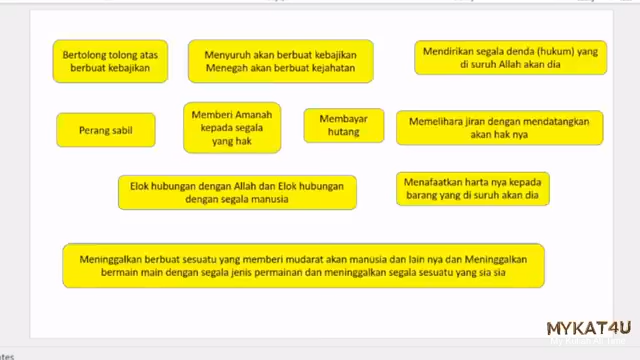 Bertolong tolong atas
berbuat kebajikan
Menyuruh akan berbuat kebajikan
Menegah akan berbuat kejahatan
Mendirikan segala denda (hukum) yang
di suruh Allah akan dia
Perang sabil
Memberi Amanah
kepada segala
yang hak
Membayar
hutang
Memelihara jiran dengan mendatangkan
akan hak nya
Elok hubungan dengan Allah dan Elok hubungan
dengan segala manusia
Menafaatkan harta nya kepada
barang yang di suruh akan dia
Meninggalkan berbuat sesuatu yang memberi mudarat akan manusia dan lain nya dan Meninggalkan
bermain main dengan segala jenis permainan dan meninggalkan segala sesuatu yang sia sia
MYKAT4U